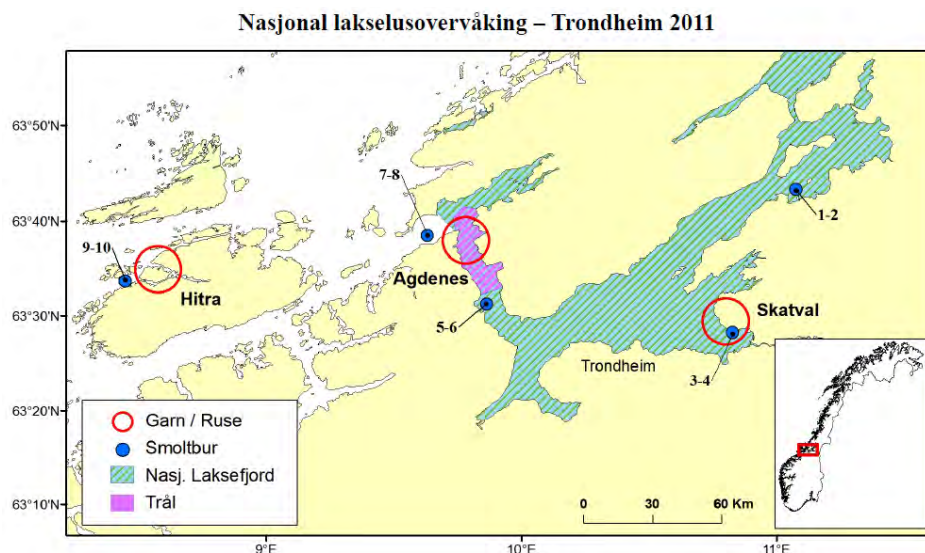 Nasjonal lakselusovervåking – Trondheim 2011
63°50'N
63°40'N
63°30'N
63°20'N
63°10'N
7-8
1-2
9-10
Hitra
Agdenes
5-6
Skatval
Trondheim
3-4
Garn / Ruse
Smoltbur
Nasj. Laksefjord
Trål
0 30 60 Km
9°E
10°E
11°E